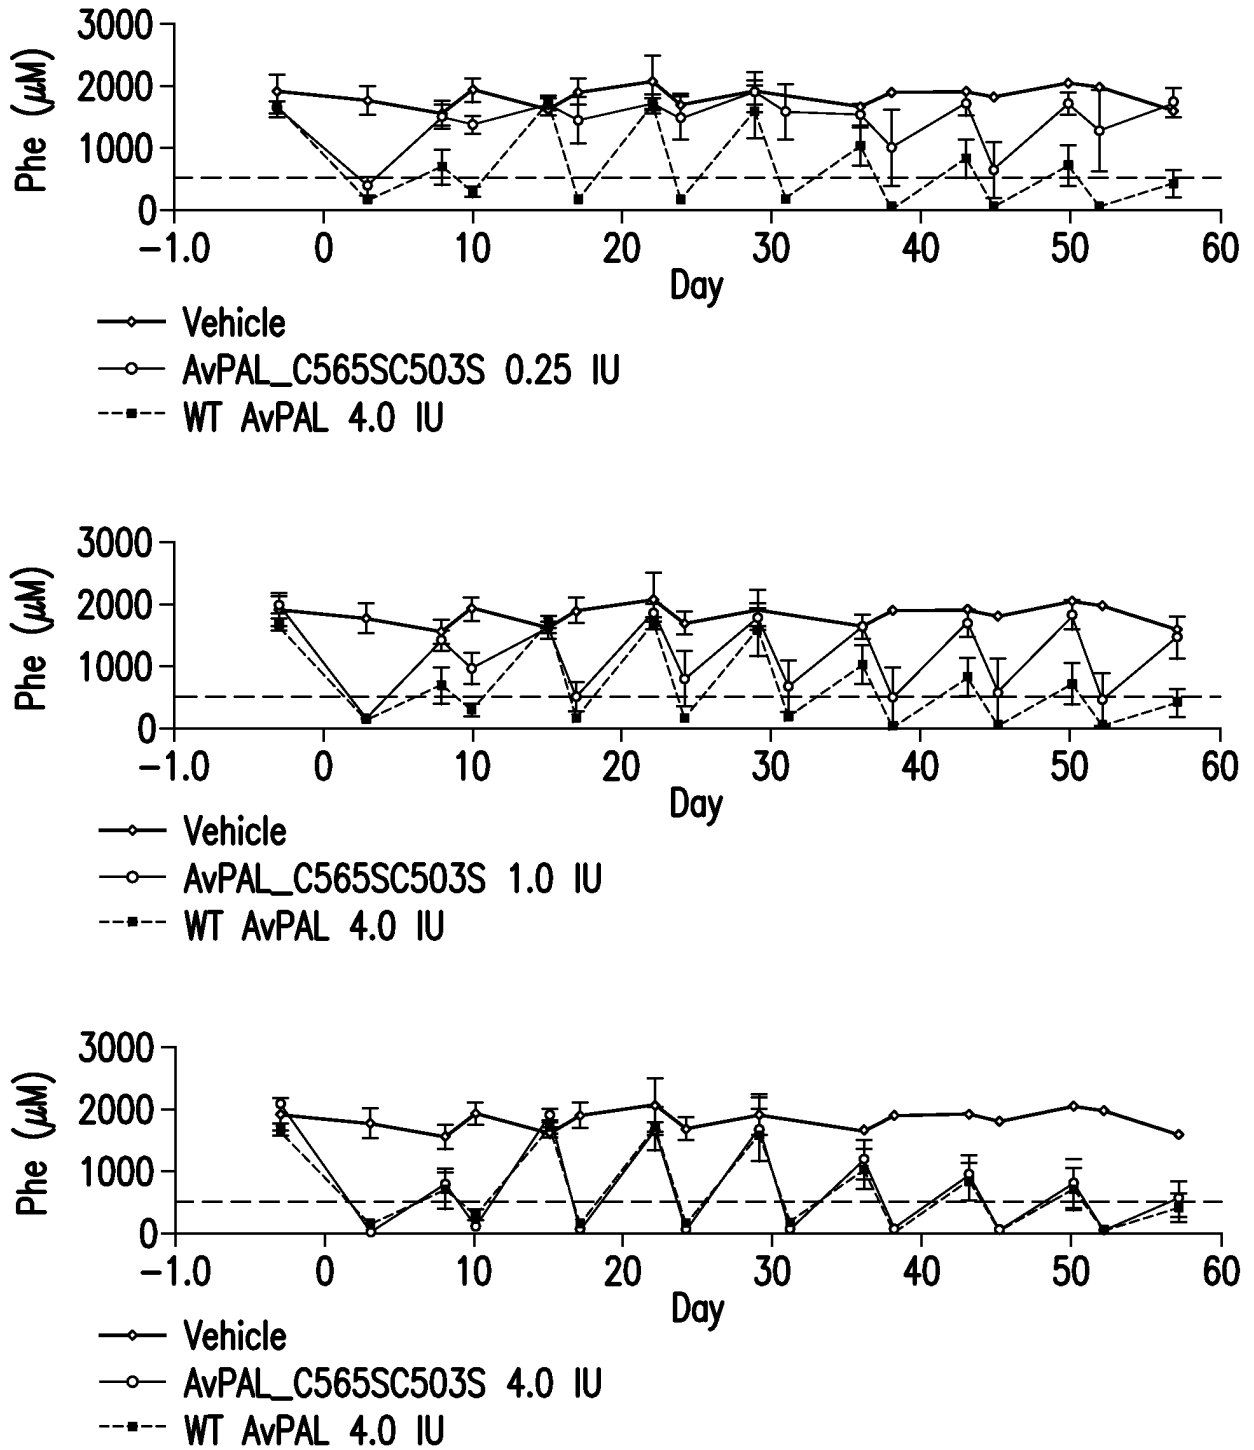 3000
2000
1000
0
Phe (µM)
-1.0 0 10 20 30 40 50 60
Day
Vehicle
AvPAL_C565SC503S 0.25 IU
WT AvPAL 4.0 IU
3000
2000
1000
0
Phe (µM)
-1.0 0 10 20 30 40 50 60
Day
Vehicle
AvPAL_C565SC503S 1.0 IU
WT AvPAL 4.0 IU
3000
2000
1000
0
Phe (µM)
-1.0 0 10 20 30 40 50 60
Day
Vehicle
AvPAL_C565SC503S 4.0 IU
WT AvPAL 4.0 IU